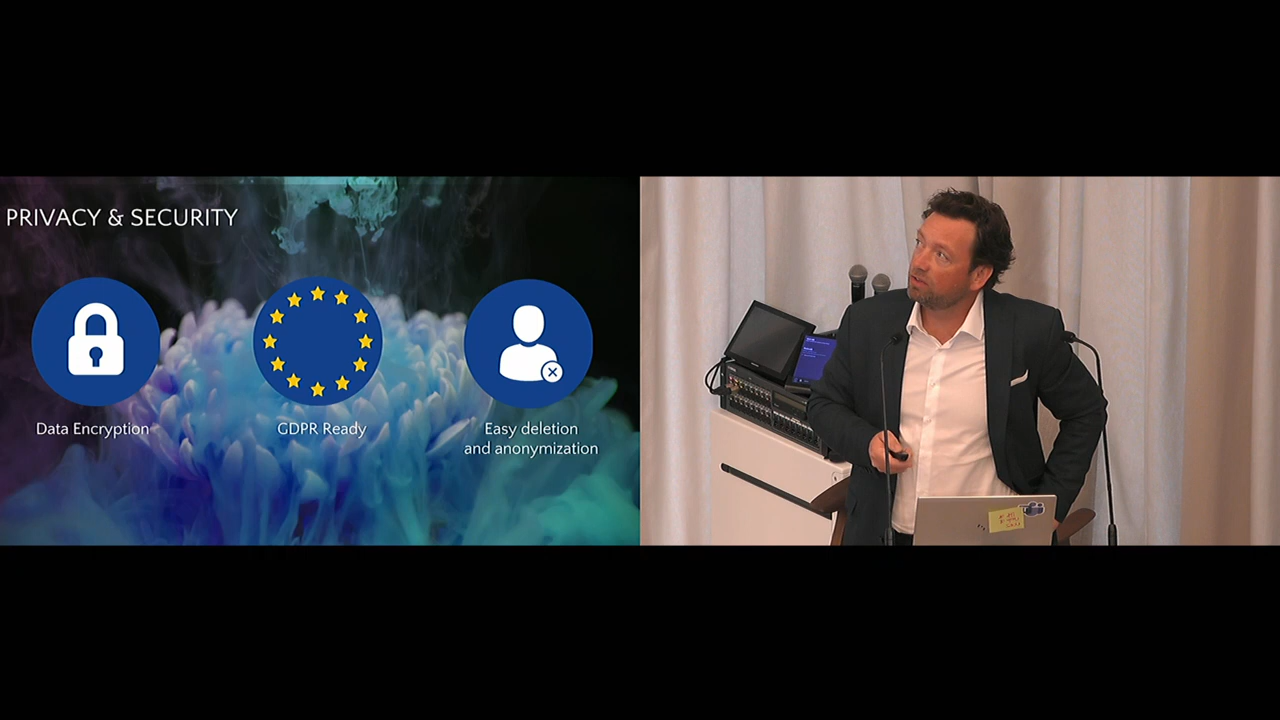 PRIVACY & SECURITY
Data Encryption
GDPR Ready
Easy deletion
and anonymization